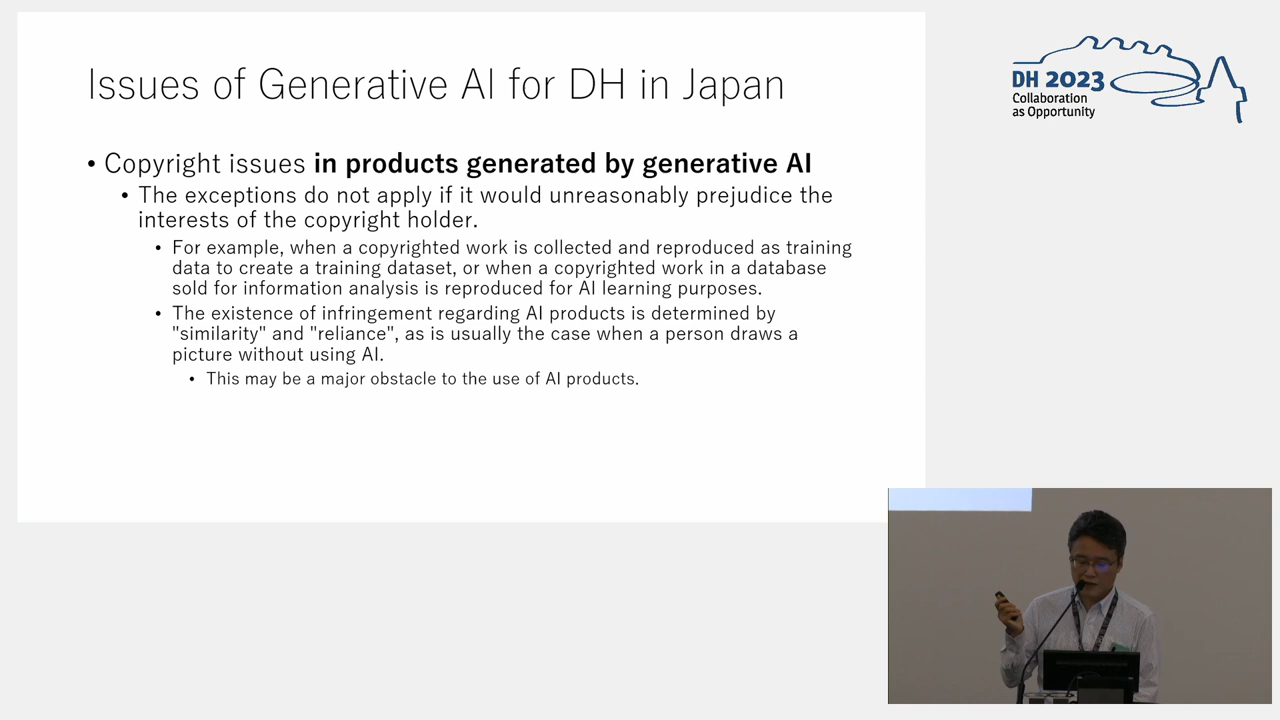 Issues of Generative AI for DH in Japan
• Copyright issues in products generated by generative AI
• The exceptions do not apply if it would unreasonably prejudice the
interests of the copyright holder.
• For example, when a copyrighted work is collected and reproduced as training
data to create a training dataset, or when a copyrighted work in a database
sold for information analysis is reproduced for AI learning purposes.
• The existence of infringement regarding AI products is determined by
"similarity" and "reliance", as is usually the case when a person draws a
picture without using AI.
• This may be a major obstacle to the use of AI products.
DH 2023
Collaboration
as Opportunity